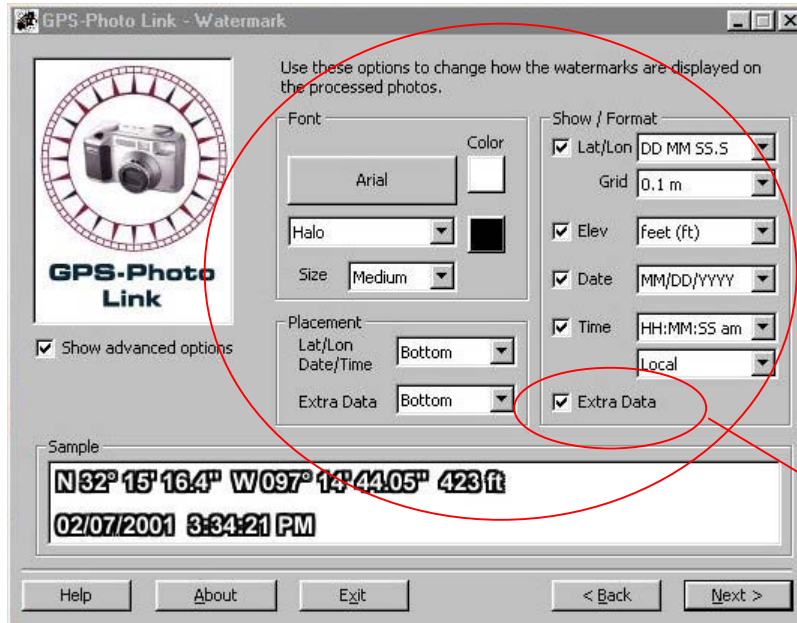 GPS-Photo Link - Watermark
Use these options to change how the watermarks are displayed on
the processed photos.
GPS-Photo
Link
Show advanced options
Font
Color
Arial
Halo
Size Medium
Placement
Lat/Lon
Date/Time
Bottom
Extra Data Bottom
Show / Format
Lat/Lon DD MM SS.S
Grid 0.1 m
Elev feet (ft)
Date MM/DD/YYYY
Time HH:MM:SS am
Local
Extra Data
Sample
N 32° 15' 16.4" W 097° 14' 44.05" 423 ft
02/07/2001 3:34:21 PM
Help About Exit < Back Next >